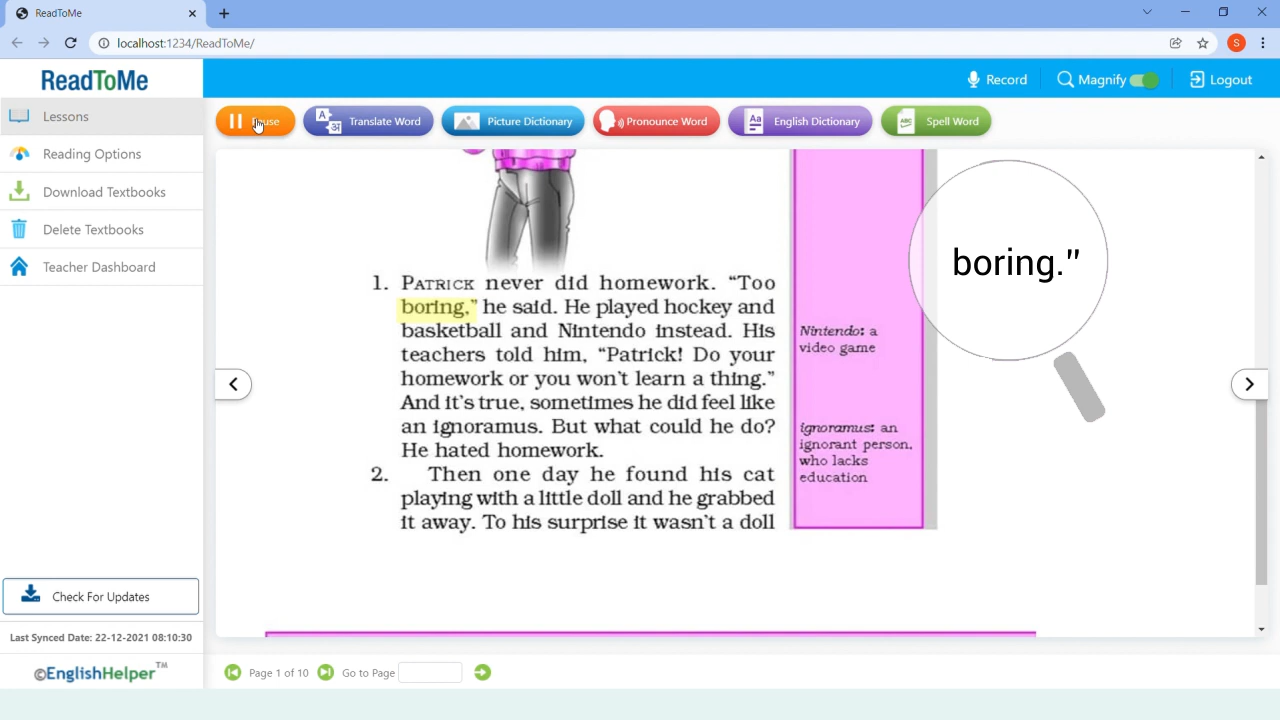 ReadToMe
localhost:1234/ReadToMe/
S
ReadToMe
Record
Magnify
Logout
Lessons
Reading Options
Download Textbooks
Delete Textbooks
Teacher Dashboard
Translate Word
Picture Dictionary
Pronounce Word
Aa
English Dictionary
ABC
Spell Word
boring.”
1. PATRICK never did homework. “Too
boring,” he said. He played hockey and
basketball and Nintendo instead. His
teachers told him, “Patrick! Do your
homework or you won't learn a thing.”
And it's true, sometimes he did feel like
an ignoramus. But what could he do?
He hated homework.
2. Then one day he found his cat
playing with a little doll and he grabbed
it away. To his surprise it wasn't a doll
Nintendo: a
video game
ignoramus: an
ignorant person,
who lacks
education
Check For Updates
Last Synced Date: 22-12-2021 08:10:30
©EnglishHelper™
Page 1 of 10
Go to Page